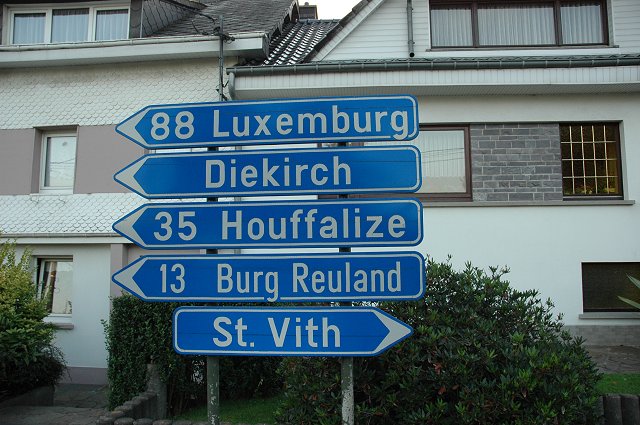 88 Luxemburg
Diekirch
35 Houffalize
13 Burg Reuland
St. Vith